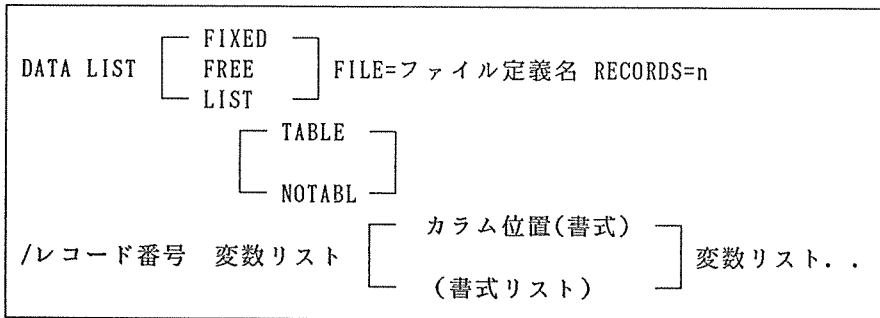 FIXED
DATA LIST FREE FILE=ファイル定義名 RECORDS=n
LIST
TABLE
NOTABL
カラム位置(書式)
/レコード番号 変数リスト 変数リスト. .
(書式リスト)